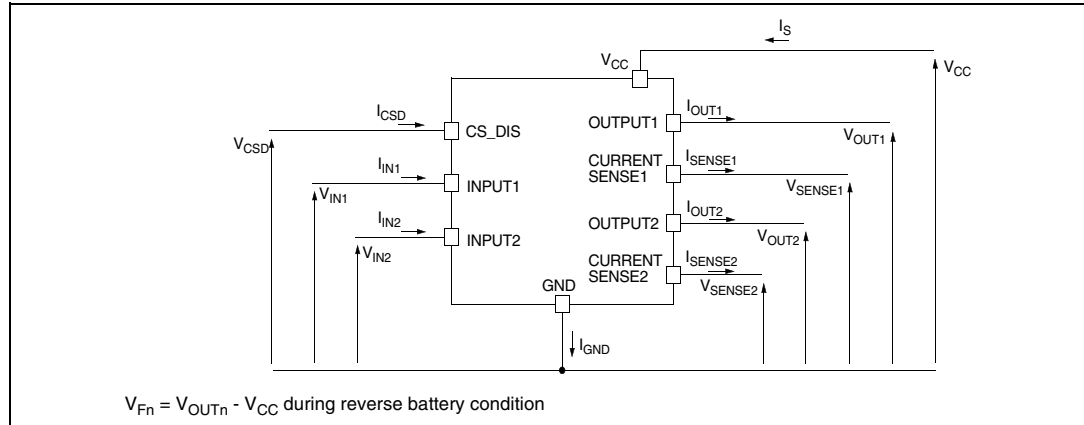 I_S
V_CC
V_CC
I_CSD
V_CSD
CS_DIS
I_IN1
V_IN1
INPUT1
I_IN2
V_IN2
INPUT2
OUTPUT1
I_OUT1
V_OUT1
CURRENT
SENSE1
I_SENSE1
V_SENSE1
OUTPUT2
I_OUT2
V_OUT2
CURRENT
SENSE2
I_SENSE2
V_SENSE2
GND
I_GND
V_Fn = V_OUTn - V_CC during reverse battery condition